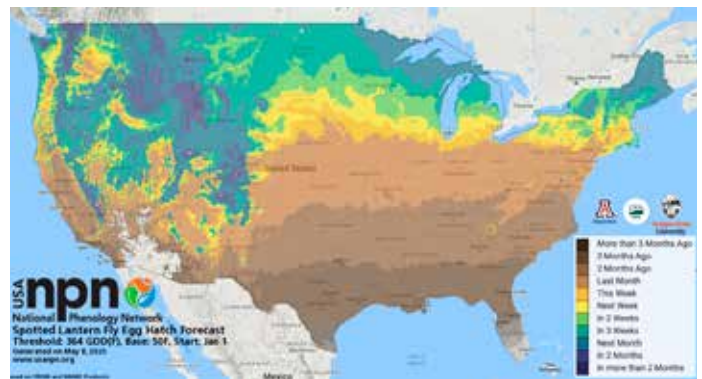 United States
USA
npn
National Phenology Network
Spotted Lantern Fly Egg Hatch Forecast
Threshold: 364 GDD(F), Base: 50F, Start: Jan 1
Generated on May 8, 2025
www.usanpn.org
Mexico
University
More than 3 Months Ago
3 Months Ago
2 Months Ago
Last Month
This Week
Next Week
In 2 Weeks
In 3 Weeks
Next Month
In 2 Months
In more than 2 Months